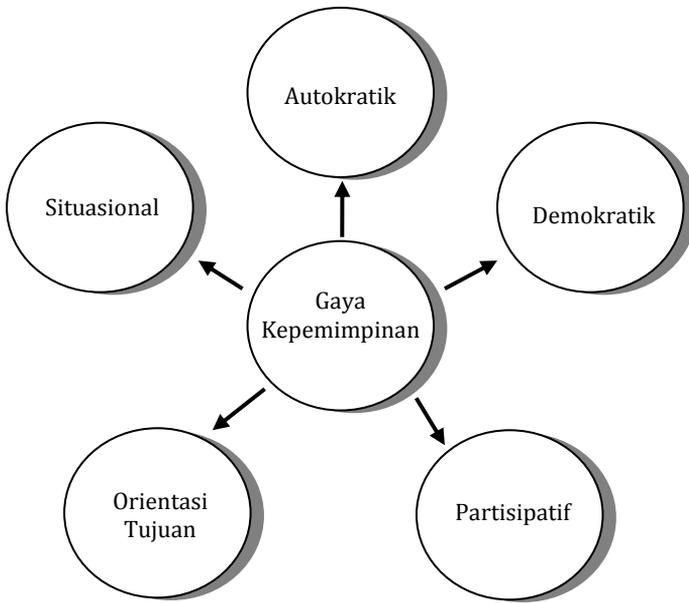 Autokratik
Situasional
Demokratik
Gaya
Kepemimpinan
Orientasi
Tujuan
Partisipatif